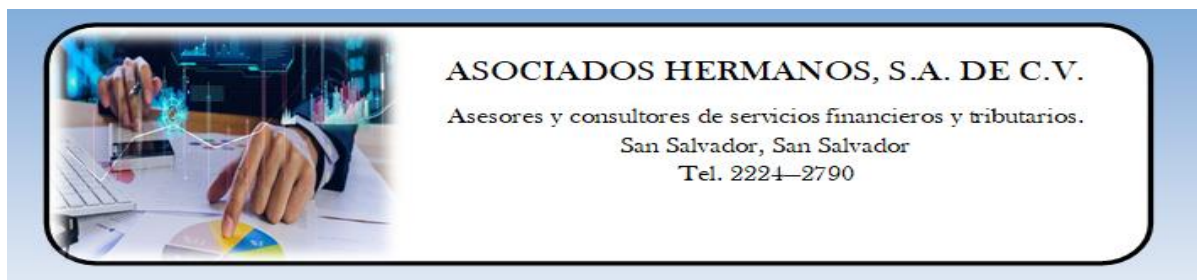 ASOCIADOS HERMANOS, S.A. DE C.V.
Asesores y consultores de servicios financieros y tributarios.
San Salvador, San Salvador
Tel. 2224—2790